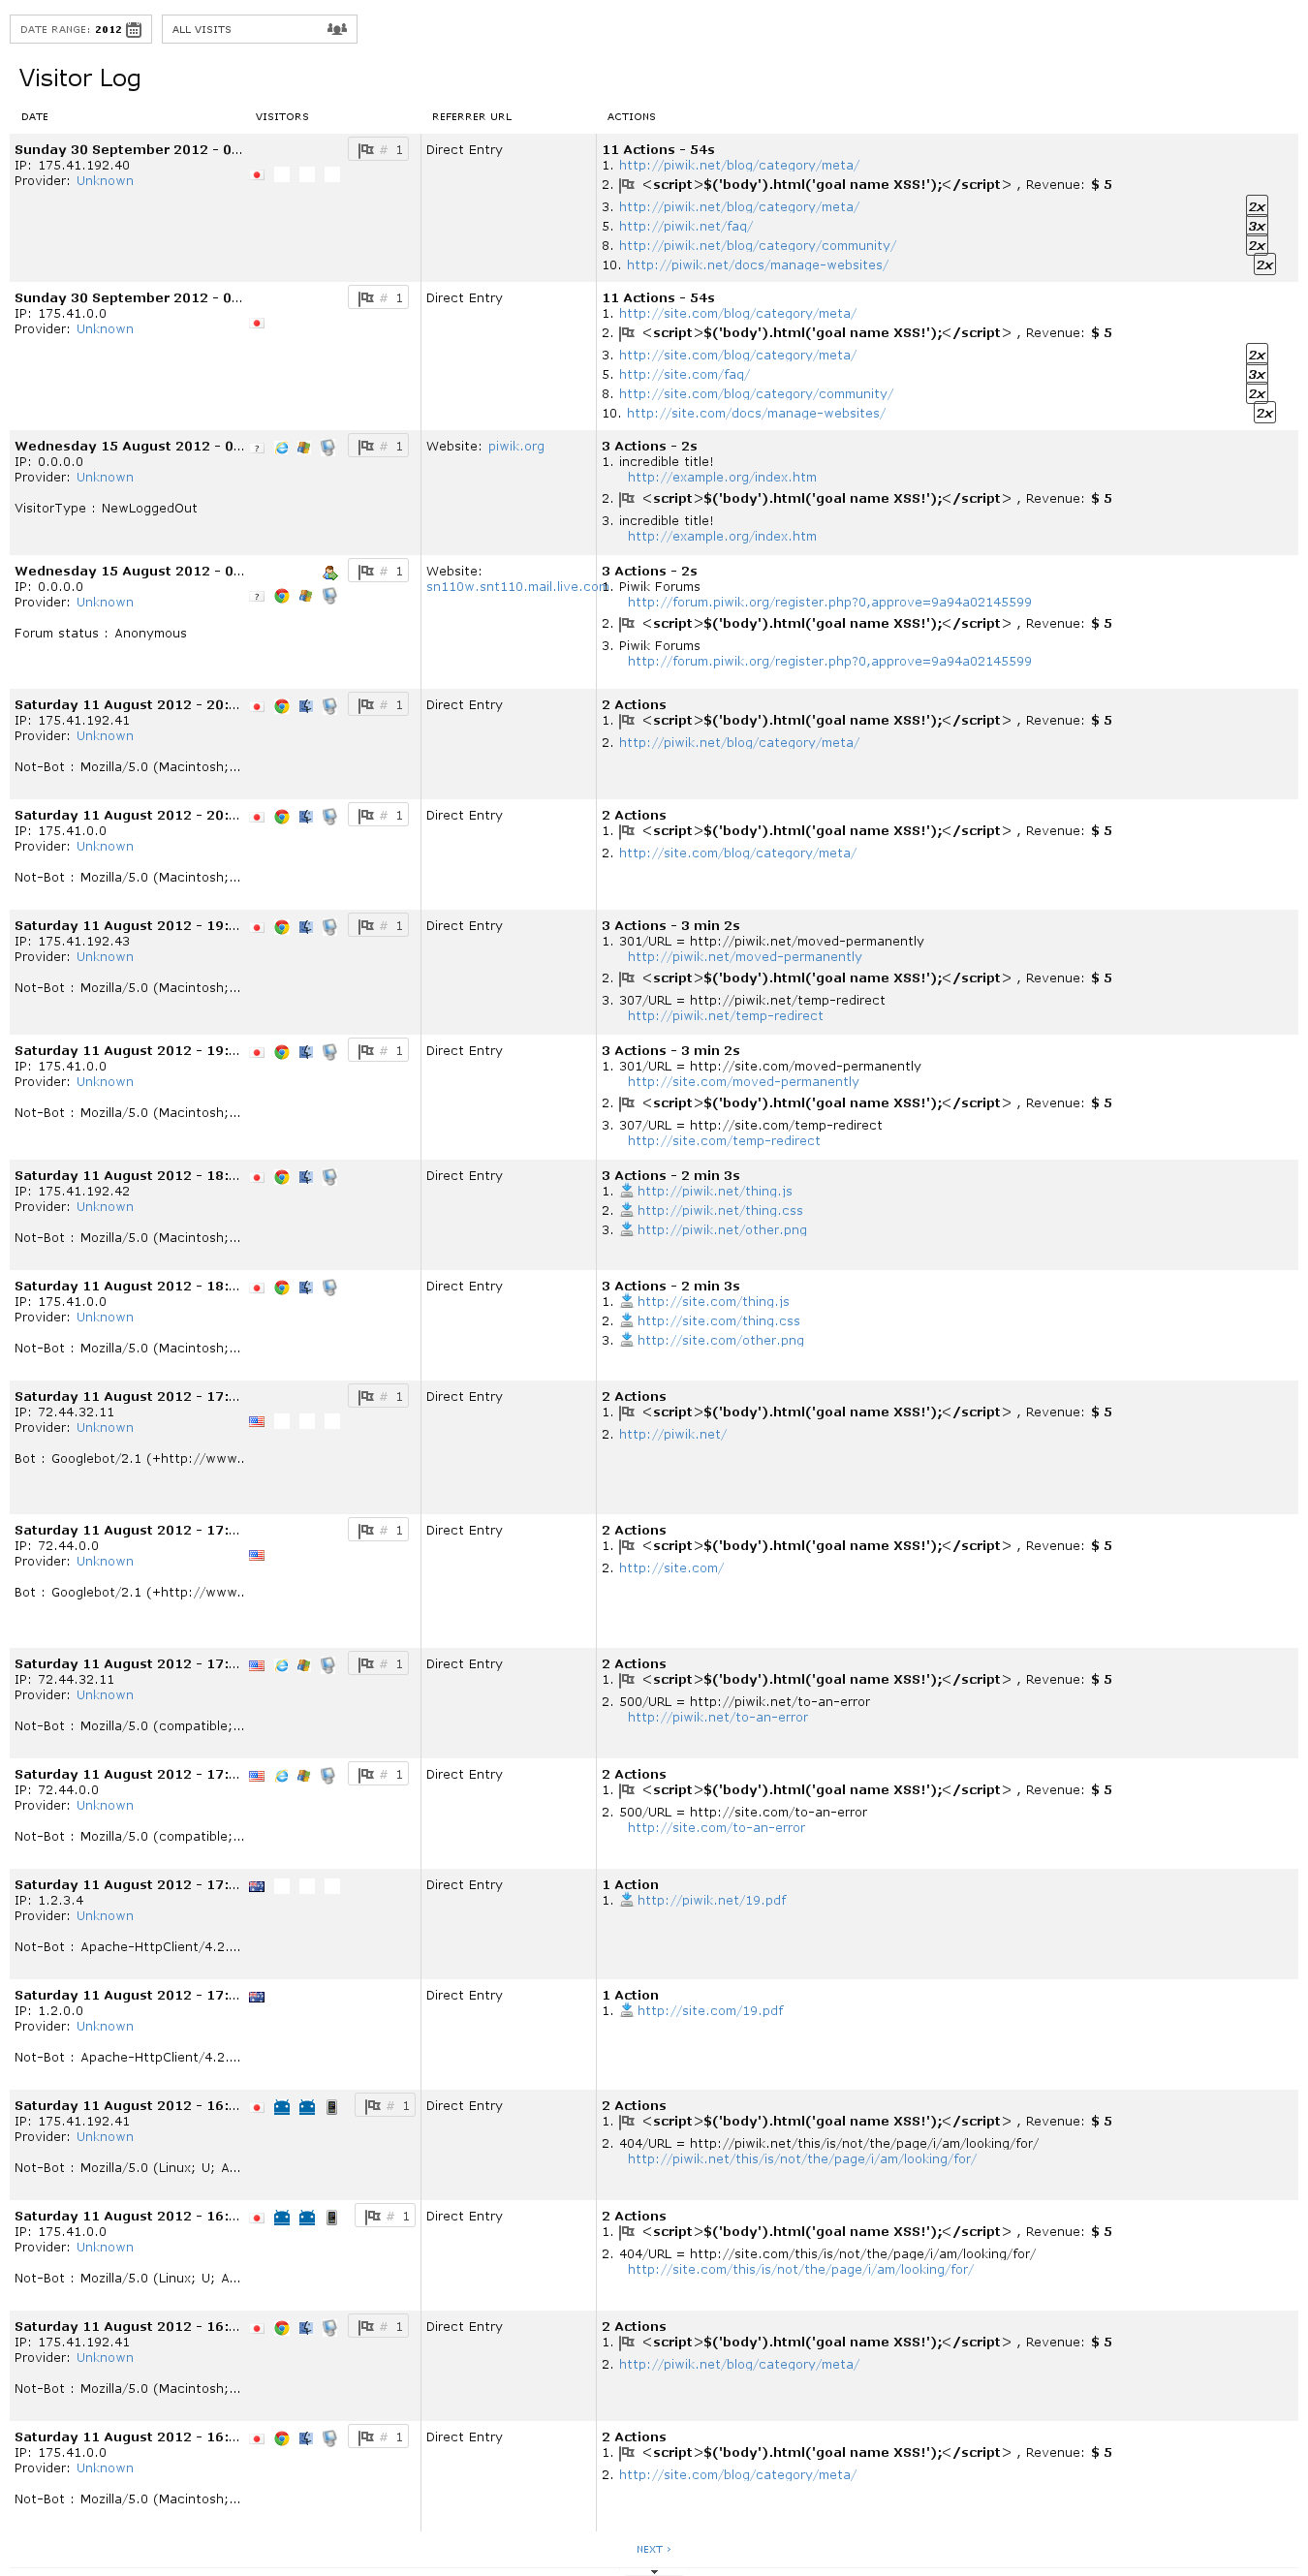 DATE RANGE: 2012
ALL VISITS
Visitor Log
DATE VISITORS REFERRER URL ACTIONS
Sunday 30 September 2012 - 0... # 1 Direct Entry 11 Actions - 54s
IP: 175.41.192.40 1. http://piwik.net/blog/category/meta/
Provider: Unknown 2. <script>$('body').html('goal name XSS!');</script> , Revenue: $ 5
3. http://piwik.net/blog/category/meta/ 2x
5. http://piwik.net/faq/ 3x
8. http://piwik.net/blog/category/community/ 2x
10. http://piwik.net/docs/manage-websites/ 2x
Sunday 30 September 2012 - 0... # 1 Direct Entry 11 Actions - 54s
IP: 175.41.0.0 1. http://site.com/blog/category/meta/
Provider: Unknown 2. <script>$('body').html('goal name XSS!');</script> , Revenue: $ 5
3. http://site.com/blog/category/meta/ 2x
5. http://site.com/faq/ 3x
8. http://site.com/blog/category/community/ 2x
10. http://site.com/docs/manage-websites/ 2x
Wednesday 15 August 2012 - 0... ? # 1 Website: piwik.org 3 Actions - 2s
IP: 0.0.0.0 1. incredible title!
Provider: Unknown http://example.org/index.htm
2. <script>$('body').html('goal name XSS!');</script> , Revenue: $ 5
VisitorType : NewLoggedOut
3. incredible title!
http://example.org/index.htm
Wednesday 15 August 2012 - 0... # 1 Website: 3 Actions - 2s
IP: 0.0.0.0 sn110w.snt110.mail.live.com 1. Piwik Forums
Provider: Unknown ? http://forum.piwik.org/register.php?0,approve=9a94a02145599
2. <script>$('body').html('goal name XSS!');</script> , Revenue: $ 5
Forum status : Anonymous
3. Piwik Forums
http://forum.piwik.org/register.php?0,approve=9a94a02145599
Saturday 11 August 2012 - 20:... # 1 Direct Entry 2 Actions
IP: 175.41.192.41 1. <script>$('body').html('goal name XSS!');</script> , Revenue: $ 5
Provider: Unknown 2. http://piwik.net/blog/category/meta/
Not-Bot : Mozilla/5.0 (Macintosh;...
Saturday 11 August 2012 - 20:... # 1 Direct Entry 2 Actions
IP: 175.41.0.0 1. <script>$('body').html('goal name XSS!');</script> , Revenue: $ 5
Provider: Unknown 2. http://site.com/blog/category/meta/
Not-Bot : Mozilla/5.0 (Macintosh;...
Saturday 11 August 2012 - 19:... # 1 Direct Entry 3 Actions - 3 min 2s
IP: 175.41.192.43 1. 301/URL = http://piwik.net/moved-permanently
Provider: Unknown http://piwik.net/moved-permanently
2. <script>$('body').html('goal name XSS!');</script> , Revenue: $ 5
Not-Bot : Mozilla/5.0 (Macintosh;...
3. 307/URL = http://piwik.net/temp-redirect
http://piwik.net/temp-redirect
Saturday 11 August 2012 - 19:... # 1 Direct Entry 3 Actions - 3 min 2s
IP: 175.41.0.0 1. 301/URL = http://site.com/moved-permanently
Provider: Unknown http://site.com/moved-permanently
2. <script>$('body').html('goal name XSS!');</script> , Revenue: $ 5
Not-Bot : Mozilla/5.0 (Macintosh;...
3. 307/URL = http://site.com/temp-redirect
http://site.com/temp-redirect
Saturday 11 August 2012 - 18:... Direct Entry 3 Actions - 2 min 3s
IP: 175.41.192.42 1. http://piwik.net/thing.js
Provider: Unknown 2. http://piwik.net/thing.css
3. http://piwik.net/other.png
Not-Bot : Mozilla/5.0 (Macintosh;...
Saturday 11 August 2012 - 18:... Direct Entry 3 Actions - 2 min 3s
IP: 175.41.0.0 1. http://site.com/thing.js
Provider: Unknown 2. http://site.com/thing.css
3. http://site.com/other.png
Not-Bot : Mozilla/5.0 (Macintosh;...
Saturday 11 August 2012 - 17:... # 1 Direct Entry 2 Actions
IP: 72.44.32.11 1. <script>$('body').html('goal name XSS!');</script> , Revenue: $ 5
Provider: Unknown 2. http://piwik.net/
Bot : Googlebot/2.1 (+http://www..
Saturday 11 August 2012 - 17:... # 1 Direct Entry 2 Actions
IP: 72.44.0.0 1. <script>$('body').html('goal name XSS!');</script> , Revenue: $ 5
Provider: Unknown 2. http://site.com/
Bot : Googlebot/2.1 (+http://www..
Saturday 11 August 2012 - 17:... # 1 Direct Entry 2 Actions
IP: 72.44.32.11 1. <script>$('body').html('goal name XSS!');</script> , Revenue: $ 5
Provider: Unknown 2. 500/URL = http://piwik.net/to-an-error
http://piwik.net/to-an-error
Not-Bot : Mozilla/5.0 (compatible;...
Saturday 11 August 2012 - 17:... # 1 Direct Entry 2 Actions
IP: 72.44.0.0 1. <script>$('body').html('goal name XSS!');</script> , Revenue: $ 5
Provider: Unknown 2. 500/URL = http://site.com/to-an-error
http://site.com/to-an-error
Not-Bot : Mozilla/5.0 (compatible;...
Saturday 11 August 2012 - 17:... Direct Entry 1 Action
IP: 1.2.3.4 1. http://piwik.net/19.pdf
Provider: Unknown
Not-Bot : Apache-HttpClient/4.2....
Saturday 11 August 2012 - 17:... Direct Entry 1 Action
IP: 1.2.0.0 1. http://site.com/19.pdf
Provider: Unknown
Not-Bot : Apache-HttpClient/4.2....
Saturday 11 August 2012 - 16:... # 1 Direct Entry 2 Actions
IP: 175.41.192.41 1. <script>$('body').html('goal name XSS!');</script> , Revenue: $ 5
Provider: Unknown 2. 404/URL = http://piwik.net/this/is/not/the/page/i/am/looking/for/
http://piwik.net/this/is/not/the/page/i/am/looking/for/
Not-Bot : Mozilla/5.0 (Linux; U; A...
Saturday 11 August 2012 - 16:... # 1 Direct Entry 2 Actions
IP: 175.41.0.0 1. <script>$('body').html('goal name XSS!');</script> , Revenue: $ 5
Provider: Unknown 2. 404/URL = http://site.com/this/is/not/the/page/i/am/looking/for/
http://site.com/this/is/not/the/page/i/am/looking/for/
Not-Bot : Mozilla/5.0 (Linux; U; A...
Saturday 11 August 2012 - 16:... # 1 Direct Entry 2 Actions
IP: 175.41.192.41 1. <script>$('body').html('goal name XSS!');</script> , Revenue: $ 5
Provider: Unknown 2. http://piwik.net/blog/category/meta/
Not-Bot : Mozilla/5.0 (Macintosh;...
Saturday 11 August 2012 - 16:... # 1 Direct Entry 2 Actions
IP: 175.41.0.0 1. <script>$('body').html('goal name XSS!');</script> , Revenue: $ 5
Provider: Unknown 2. http://site.com/blog/category/meta/
Not-Bot : Mozilla/5.0 (Macintosh;...
NEXT ›